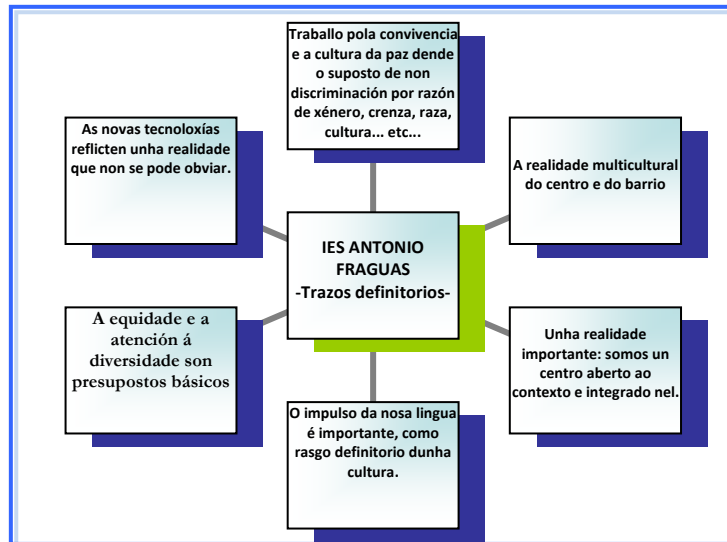 Traballo pola convivencia
e a cultura da paz dende
o suposto de non
discriminación por razón
de xénero, crenza, raza,
cultura... etc...
As novas tecnoloxías
reflicten unha realidade
que non se pode obviar.
A realidade multicultural
do centro e do barrio
IES ANTONIO
FRAGUAS
-Trazos definitorios-
A equidade e a
atención á
diversidade son
presupostos básicos
Unha realidade
importante: somos un
centro aberto ao
contexto e integrado nel.
O impulso da nosa lingua
é importante, como
rasgo definitorio dunha
cultura.